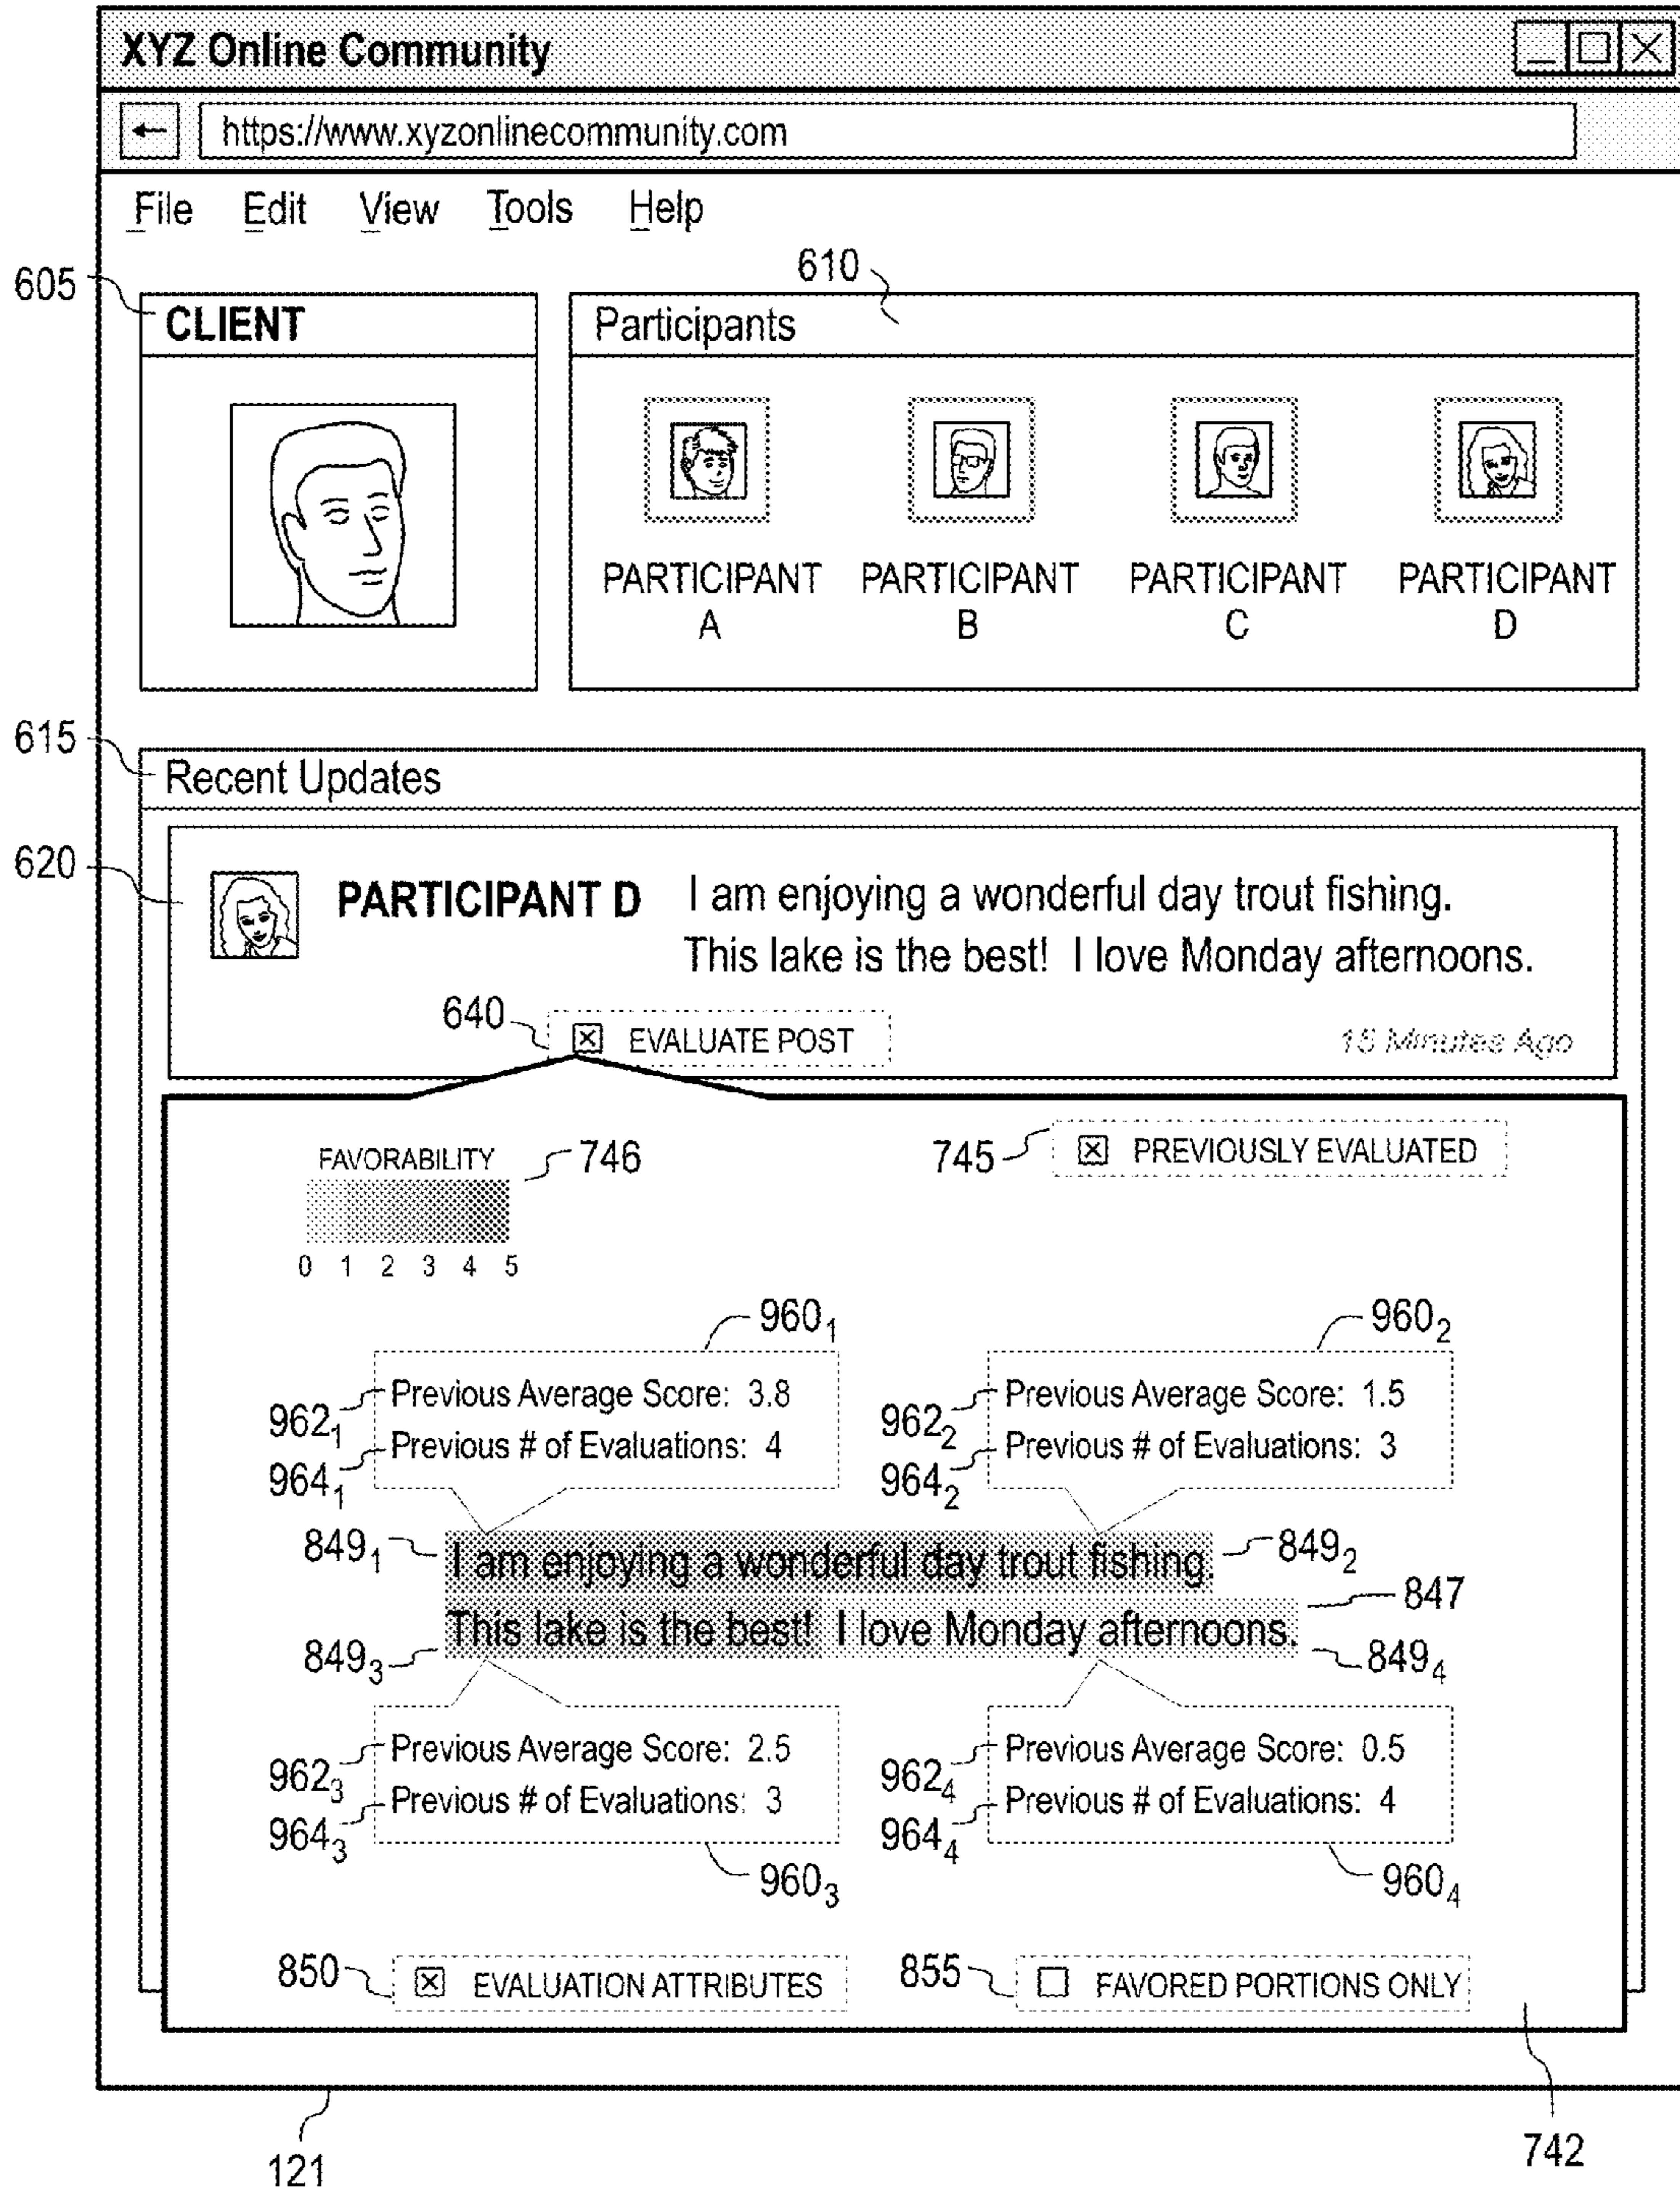 XYZ Online Community
https://www.xyzonlinecommunity.com
File Edit View Tools Help
605
610
CLIENT
Participants
PARTICIPANT A
PARTICIPANT B
PARTICIPANT C
PARTICIPANT D
615
Recent Updates
620
PARTICIPANT D
I am enjoying a wonderful day trout fishing.
This lake is the best! I love Monday afternoons.
640
EVALUATE POST
15 Minutes Ago
FAVORABILITY
746
0 1 2 3 4 5
745
PREVIOUSLY EVALUATED
960₁
960₂
962₁ Previous Average Score: 3.8
964₁ Previous # of Evaluations: 4
962₂ Previous Average Score: 1.5
964₂ Previous # of Evaluations: 3
849₁ I am enjoying a wonderful day trout fishing. 849₂
847
849₃ This lake is the best! I love Monday afternoons. 849₄
962₃ Previous Average Score: 2.5
964₃ Previous # of Evaluations: 3
962₄ Previous Average Score: 0.5
964₄ Previous # of Evaluations: 4
960₃
960₄
850 EVALUATION ATTRIBUTES
855 FAVORED PORTIONS ONLY
121
742